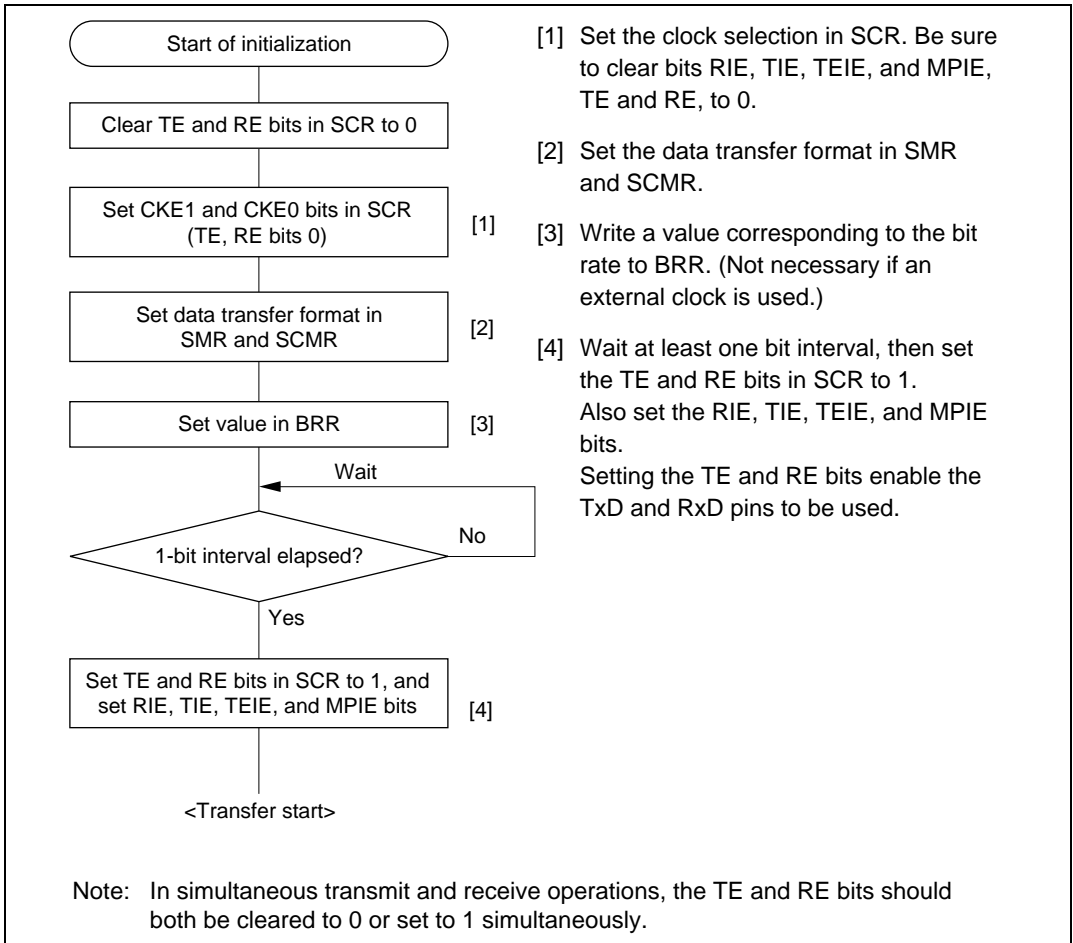 Start of initialization
Clear TE and RE bits in SCR to 0
Set CKE1 and CKE0 bits in SCR
(TE, RE bits 0)
[1]
Set data transfer format in
SMR and SCMR
[2]
Set value in BRR
[3]
Wait
1-bit interval elapsed?
No
Yes
Set TE and RE bits in SCR to 1, and
set RIE, TIE, TEIE, and MPIE bits
[4]
<Transfer start>
[1] Set the clock selection in SCR. Be sure
to clear bits RIE, TIE, TEIE, and MPIE,
TE and RE, to 0.
[2] Set the data transfer format in SMR
and SCMR.
[3] Write a value corresponding to the bit
rate to BRR. (Not necessary if an
external clock is used.)
[4] Wait at least one bit interval, then set
the TE and RE bits in SCR to 1.
Also set the RIE, TIE, TEIE, and MPIE
bits.
Setting the TE and RE bits enable the
TxD and RxD pins to be used.
Note: In simultaneous transmit and receive operations, the TE and RE bits should
both be cleared to 0 or set to 1 simultaneously.